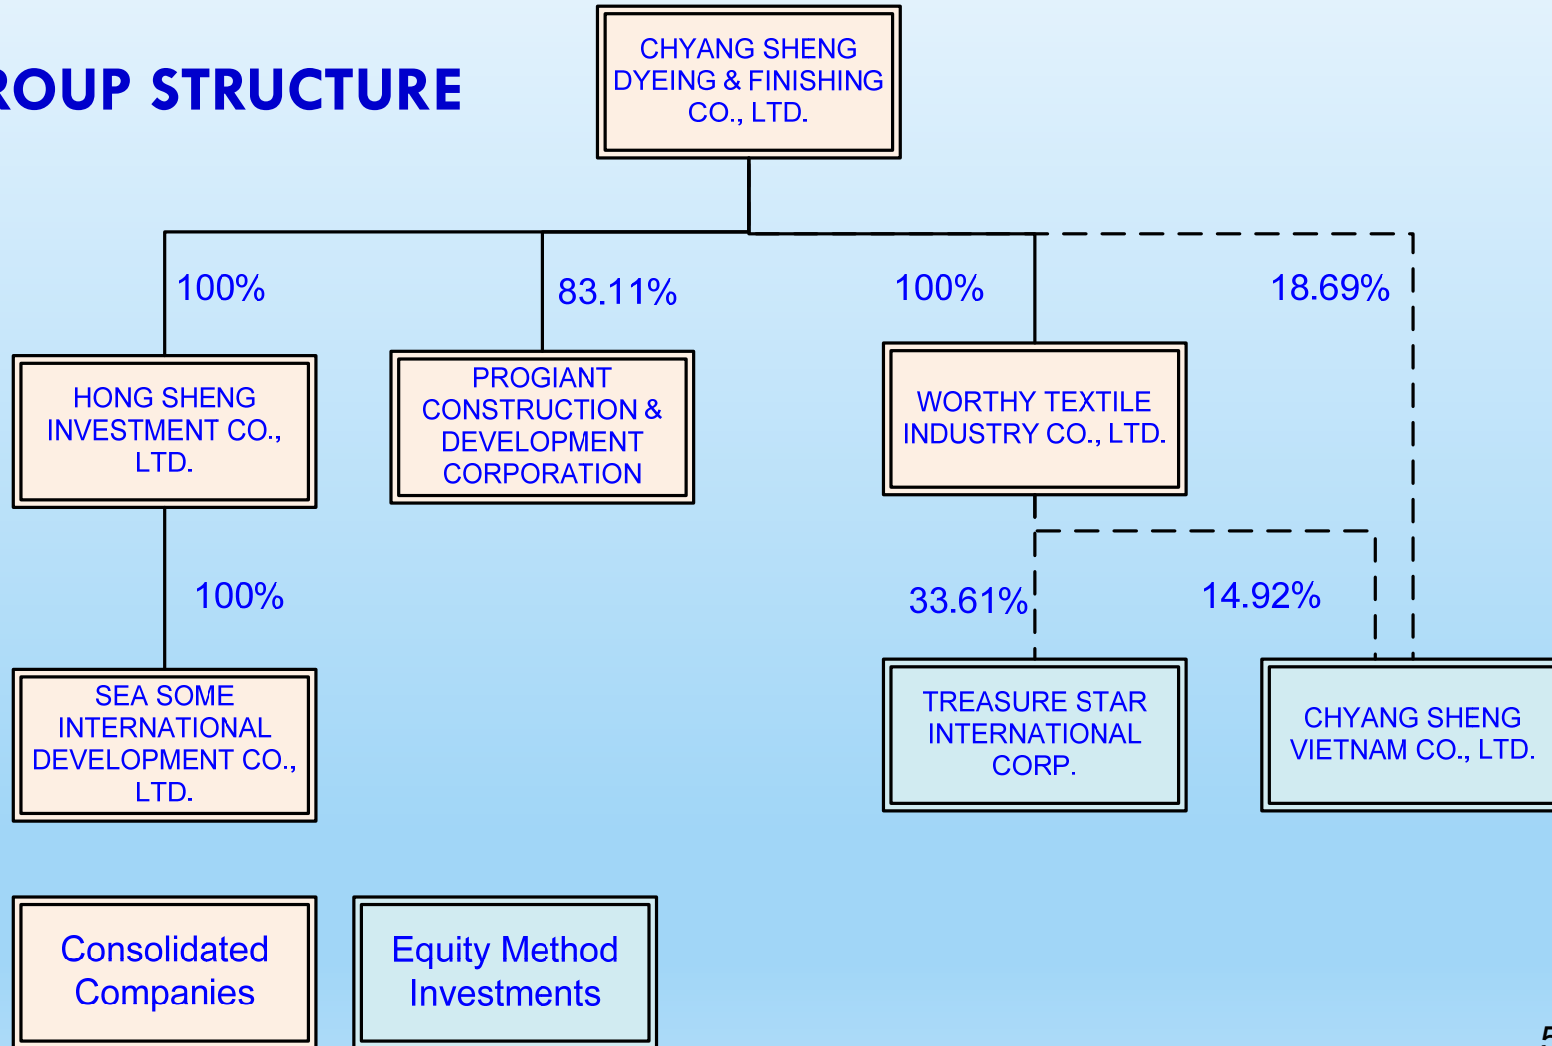 CHYANG SHENG
DYEING & FINISHING
CO., LTD.
ROUP STRUCTURE
100%
83.11%
100%
18.69%
HONG SHENG
INVESTMENT CO.,
LTD.
PROGIANT
CONSTRUCTION &
DEVELOPMENT
CORPORATION
WORTHY TEXTILE
INDUSTRY CO., LTD.
100%
33.61%
14.92%
SEA SOME
INTERNATIONAL
DEVELOPMENT CO.,
LTD.
TREASURE STAR
INTERNATIONAL
CORP.
CHYANG SHENG
VIETNAM CO., LTD.
Consolidated
Companies
Equity Method
Investments